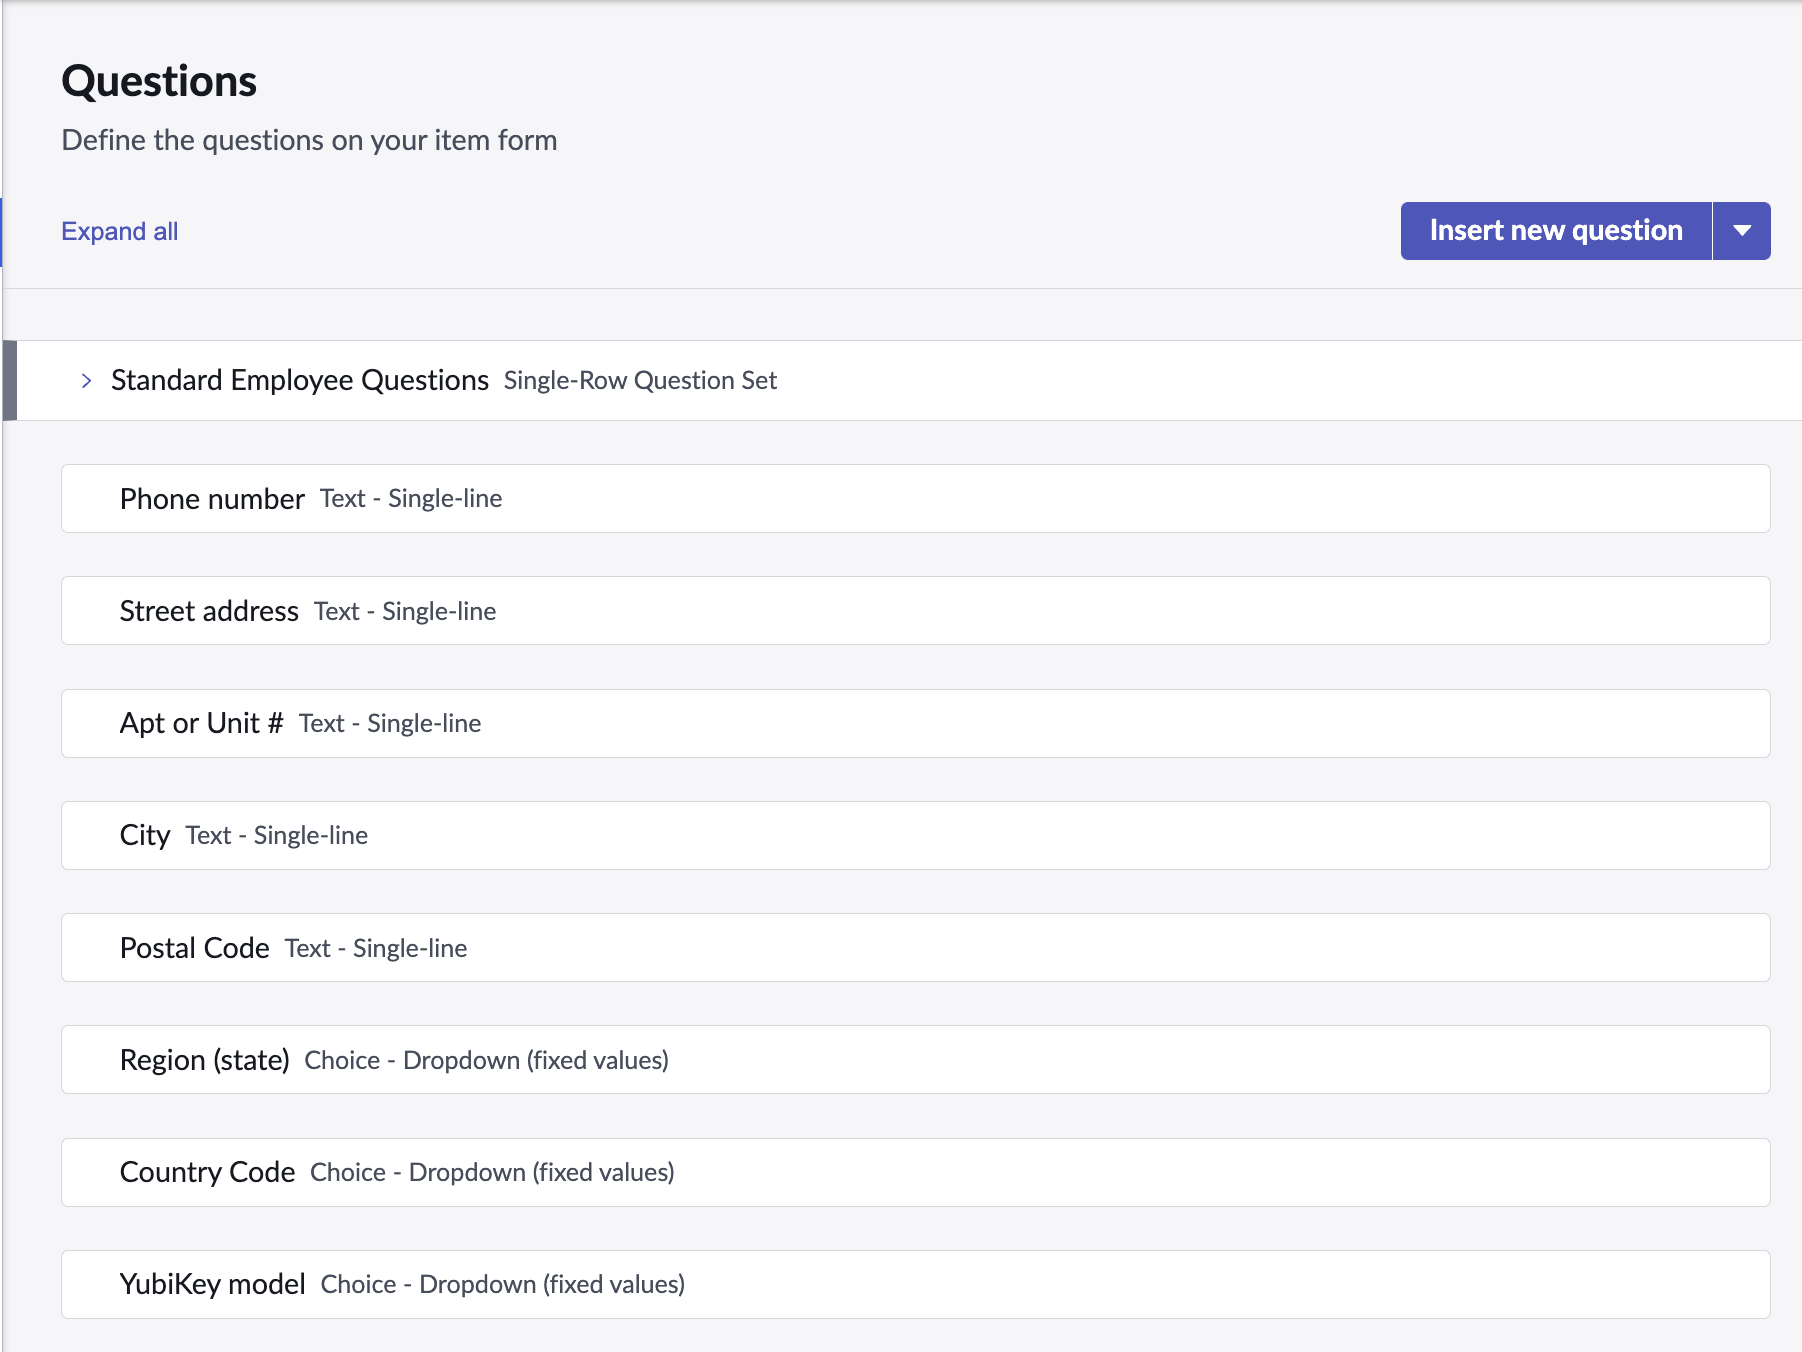 Questions
Define the questions on your item form
Expand all
Insert new question
Standard Employee Questions Single-Row Question Set
Phone number Text - Single-line
Street address Text - Single-line
Apt or Unit # Text - Single-line
City Text - Single-line
Postal Code Text - Single-line
Region (state) Choice - Dropdown (fixed values)
Country Code Choice - Dropdown (fixed values)
YubiKey model Choice - Dropdown (fixed values)